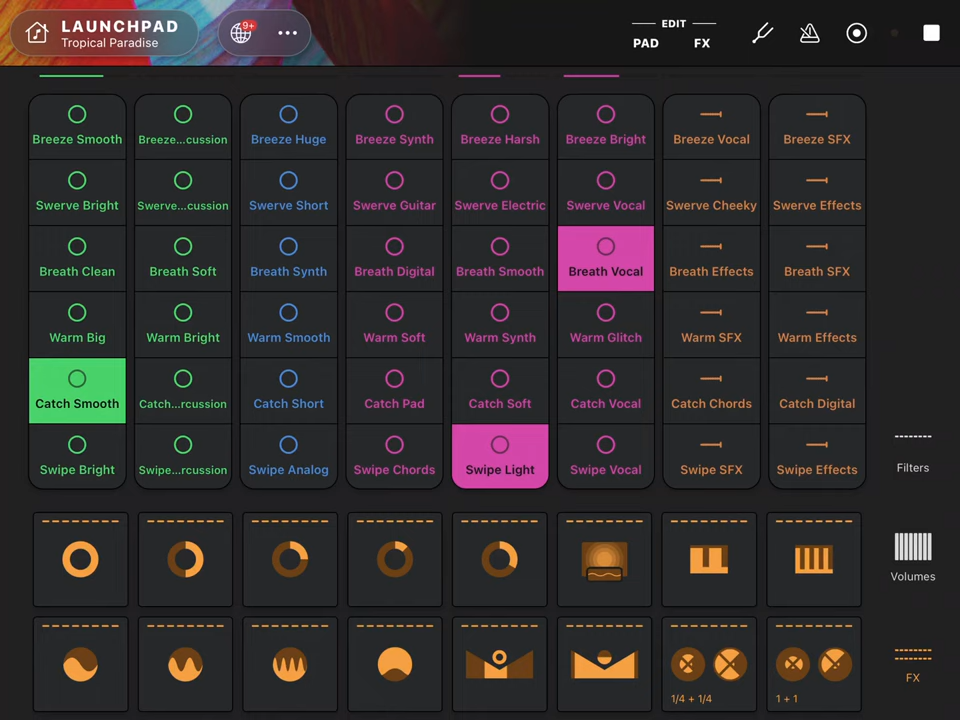 LAUNCHPAD
Tropical Paradise
9+
EDIT
PAD FX
Breeze Smooth Breeze...cussion Breeze Huge Breeze Synth Breeze Harsh Breeze Bright Breeze Vocal Breeze SFX
Swerve Bright Swerve...cussion Swerve Short Swerve Guitar Swerve Electric Swerve Vocal Swerve Cheeky Swerve Effects
Breath Clean Breath Soft Breath Synth Breath Digital Breath Smooth Breath Vocal Breath Effects Breath SFX
Warm Big Warm Bright Warm Smooth Warm Soft Warm Synth Warm Glitch Warm SFX Warm Effects
Catch Smooth Catch...rcussion Catch Short Catch Pad Catch Soft Catch Vocal Catch Chords Catch Digital
Swipe Bright Swipe...rcussion Swipe Analog Swipe Chords Swipe Light Swipe Vocal Swipe SFX Swipe Effects
Filters
Volumes
FX
1/4 + 1/4 1 + 1